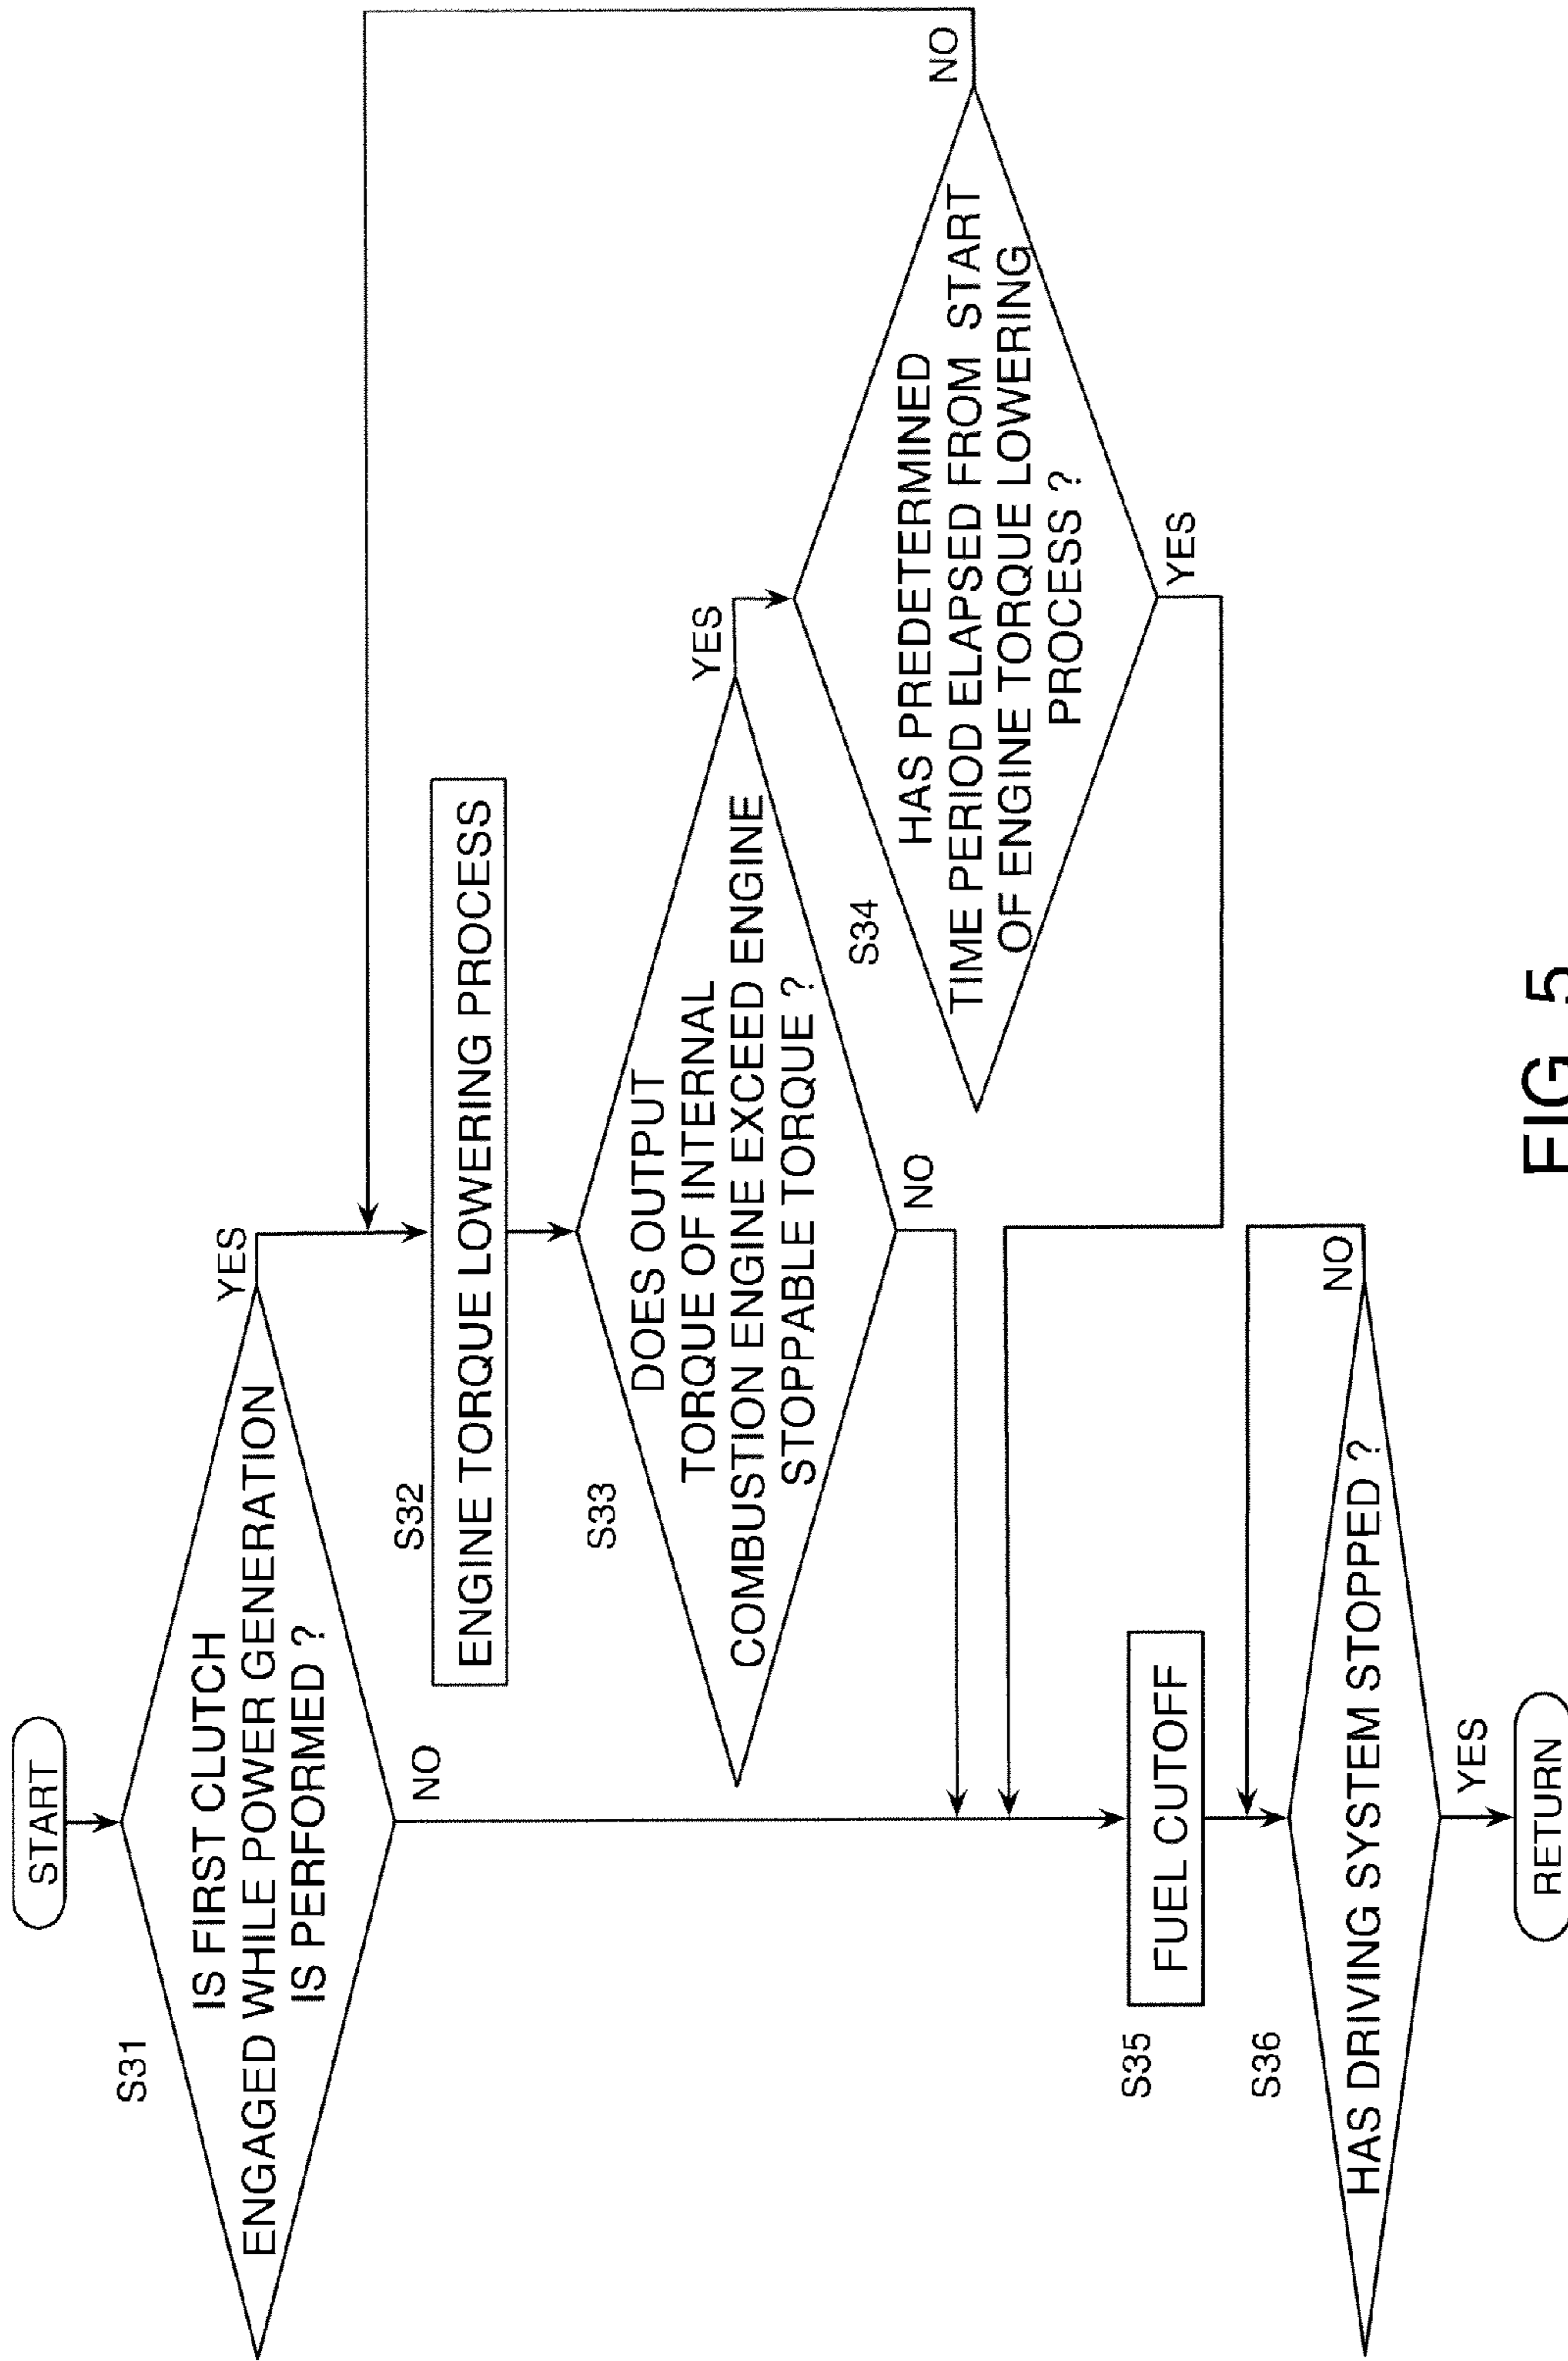 START
S31
IS FIRST CLUTCH
ENGAGED WHILE POWER GENERATION
IS PERFORMED ?
YES
NO
S32
ENGINE TORQUE LOWERING PROCESS
S33
DOES OUTPUT
TORQUE OF INTERNAL
COMBUSTION ENGINE EXCEED ENGINE
STOPPABLE TORQUE ?
YES
NO
S34
HAS PREDETERMINED
TIME PERIOD ELAPSED FROM START
OF ENGINE TORQUE LOWERING
PROCESS ?
NO
YES
S35
FUEL CUTOFF
S36
HAS DRIVING SYSTEM STOPPED ?
NO
YES
RETURN
FIG. 5